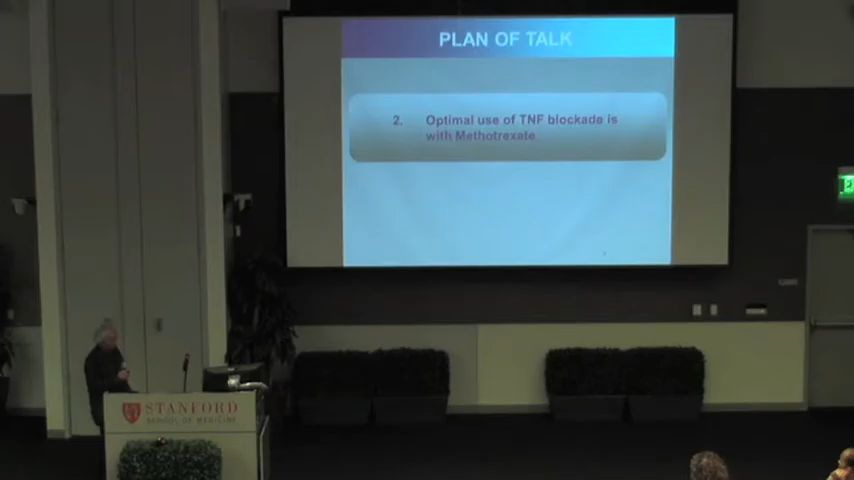 PLAN OF TALK
2. Optimal use of TNF blockade is
with Methotrexate
STANFORD
SCHOOL OF MEDICINE